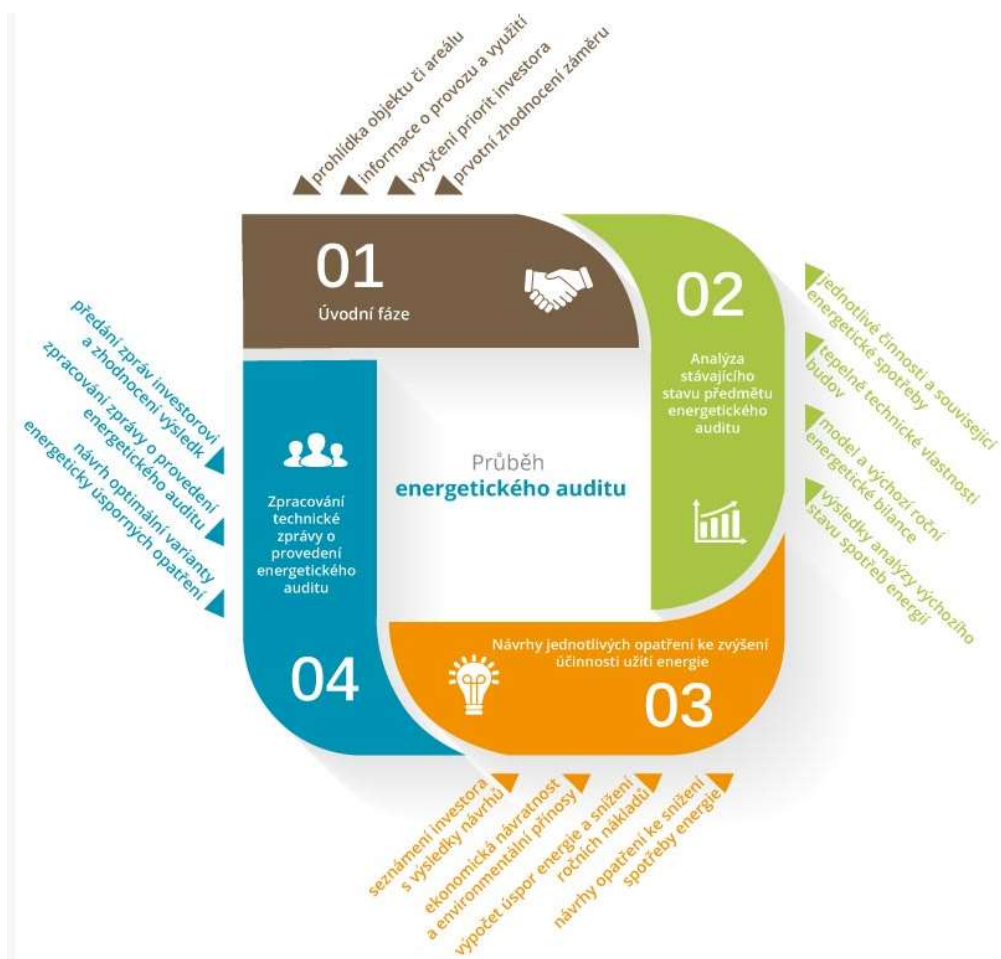 prohlídka objektu či areálu
informace o provozu a využití
vytyčení priorit investora
prvotní zhodnocení záměru
01
Úvodní fáze
02
Analýza
stávajícího
stavu předmětu
energetického
auditu
jednotlivé činnosti a související
energetické spotřeby
tepelně technické vlastnosti
budov
model a výchozí roční
energetické bilance
výsledky analýzy výchozího
stavu spotřeb energií
Průběh
energetického auditu
Návrhy jednotlivých opatření ke zvýšení
účinnosti užití energie
03
návrhy opatření ke snížení
spotřeby energie
výpočet úspor energie a snížení
ročních nákladů
ekonomická návratnost
a environmentální přínosy
seznámení investora
s výsledky návrhů
Zpracování
technické
zprávy o
provedení
energetického
auditu
04
předání zpráv investorovi
a zhodnocení výsledk
zpracování zprávy o provedení
energetického auditu
návrh optimální varianty
energeticky úsporných opatření